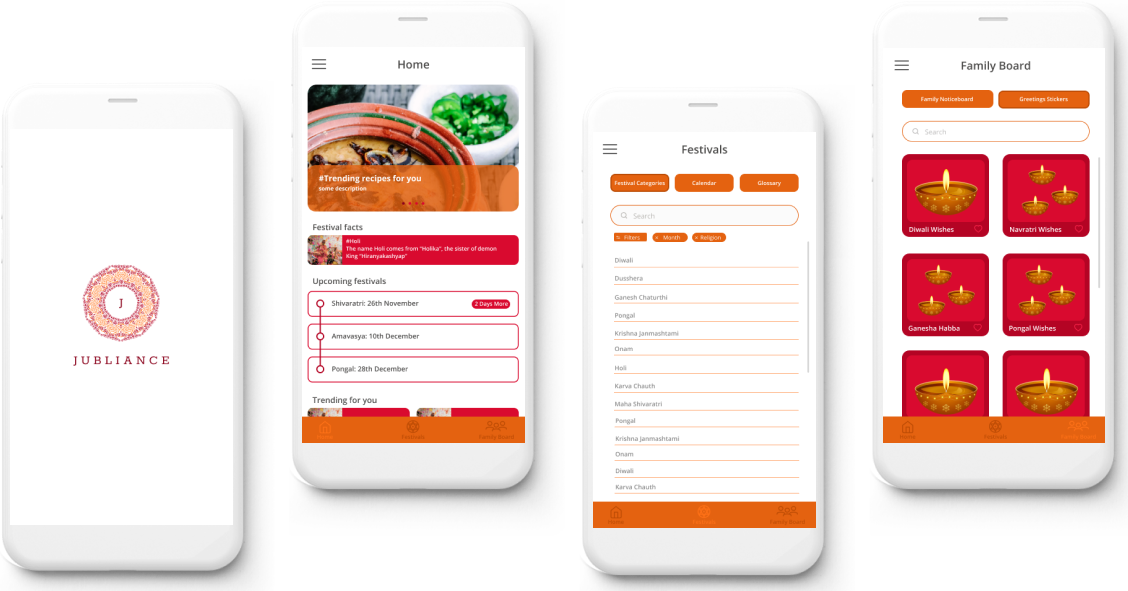 J
JUBLIANCE
Home
#Trending recipes for you
some description
Festival facts
#Holi
The name Holi comes from "Holika", the sister of demon
King "Hiranyakashyap"
Upcoming festivals
Shivaratri: 26th November
2 Days More
Amavasya: 10th December
Pongal: 28th December
Trending for you
Home
Festivals
Family Board
Festivals
Festival Categories
Calendar
Glossary
Search
Filters
× Month
× Religion
Diwali
Dusshera
Ganesh Chaturthi
Pongal
Krishna Janmashtami
Onam
Holi
Karva Chauth
Maha Shivaratri
Pongal
Krishna Janmashtami
Onam
Diwali
Karva Chauth
Home
Festivals
Family Board
Family Board
Family Noticeboard
Greetings Stickers
Search
Diwali Wishes
Navratri Wishes
Ganesha Habba
Pongal Wishes
Home
Festivals
Family Board